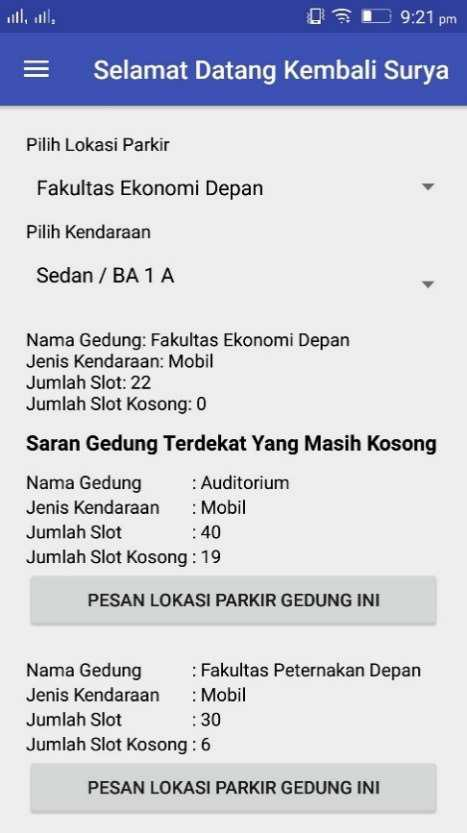 9:21 pm
Selamat Datang Kembali Surya
Pilih Lokasi Parkir
Fakultas Ekonomi Depan
Pilih Kendaraan
Sedan / BA 1 A
Nama Gedung: Fakultas Ekonomi Depan
Jenis Kendaraan: Mobil
Jumlah Slot: 22
Jumlah Slot Kosong: 0
Saran Gedung Terdekat Yang Masih Kosong
Nama Gedung : Auditorium
Jenis Kendaraan : Mobil
Jumlah Slot : 40
Jumlah Slot Kosong : 19
PESAN LOKASI PARKIR GEDUNG INI
Nama Gedung : Fakultas Peternakan Depan
Jenis Kendaraan : Mobil
Jumlah Slot : 30
Jumlah Slot Kosong : 6
PESAN LOKASI PARKIR GEDUNG INI